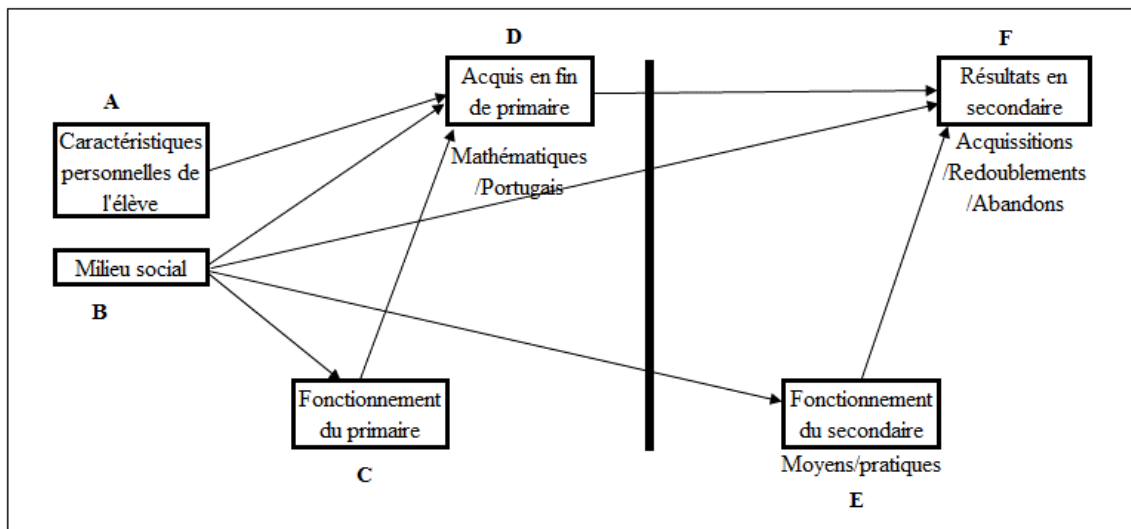 D
F
Acquis en fin
de primaire
Résultats en
secondaire
A
Caractéristiques
personnelles de
l'élève
Mathématiques
/Portugais
Acquissitions
/Redoublements
/Abandons
Milieu social
B
Fonctionnement
du primaire
Fonctionnement
du secondaire
C
Moyens/pratiques
E